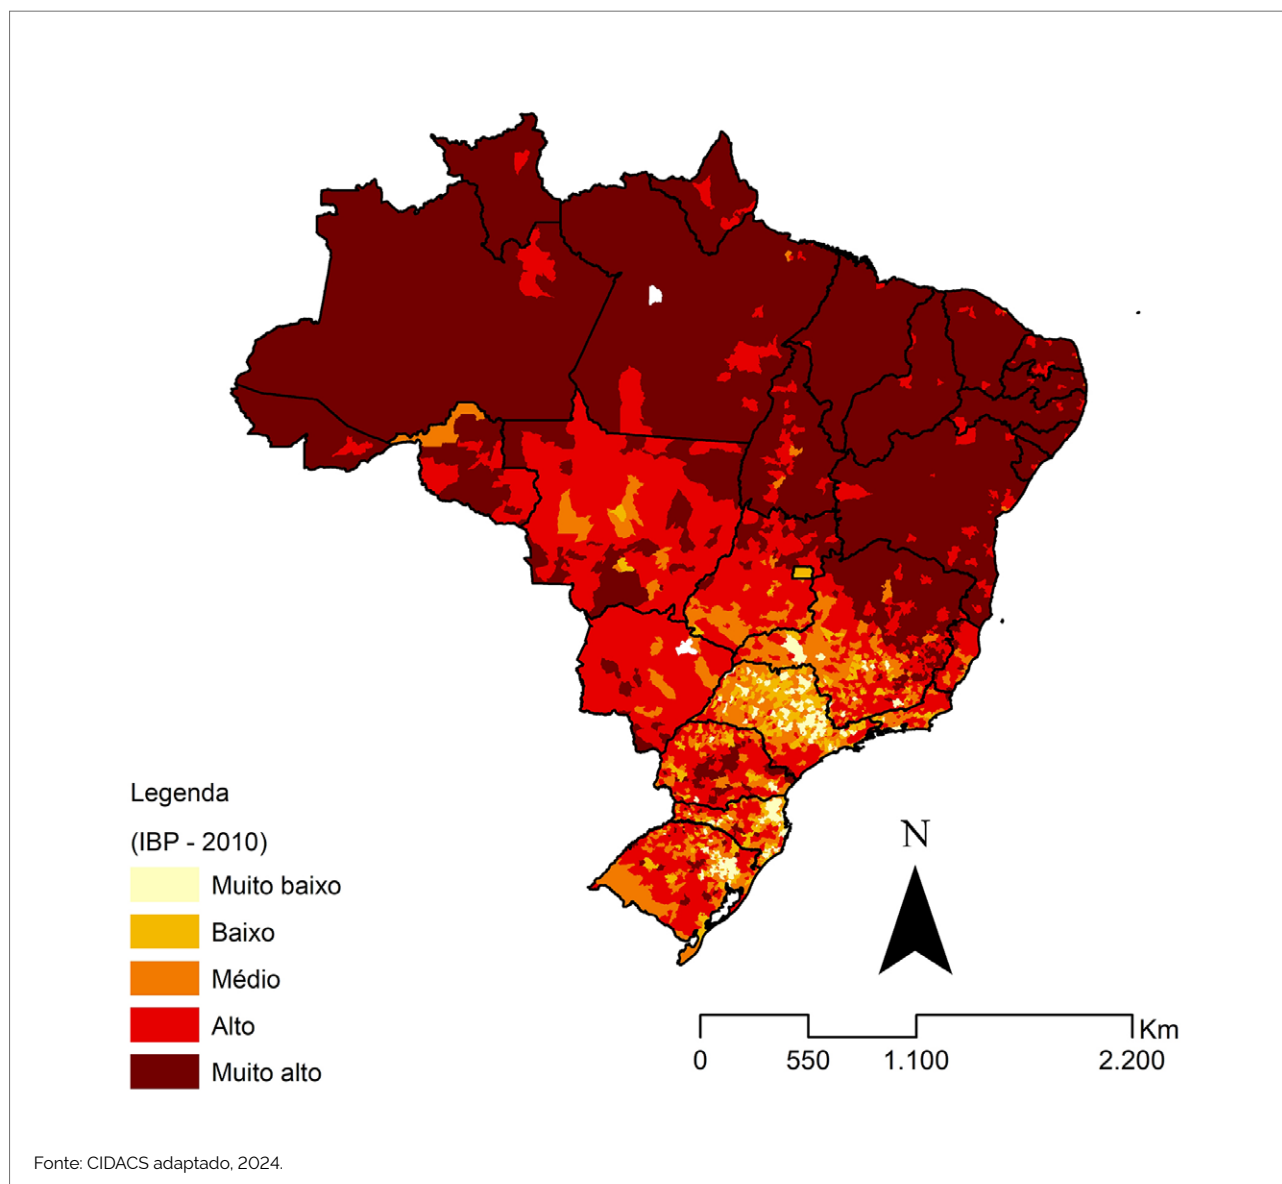 Legenda
(IBP - 2010)
Muito baixo
Baixo
Médio
Alto
Muito alto
N
Km
0 550 1.100 2.200
Fonte: CIDACS adaptado, 2024.